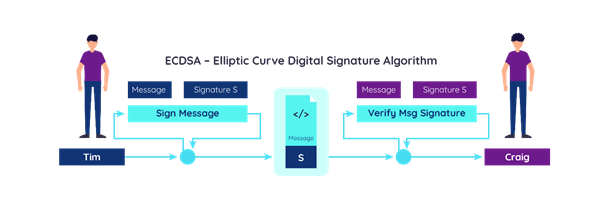 ECDSA – Elliptic Curve Digital Signature Algorithm
Message
Signature S
Message
Signature S
Sign Message
</>
Verify Msg Signature
Message
S
Tim
Craig